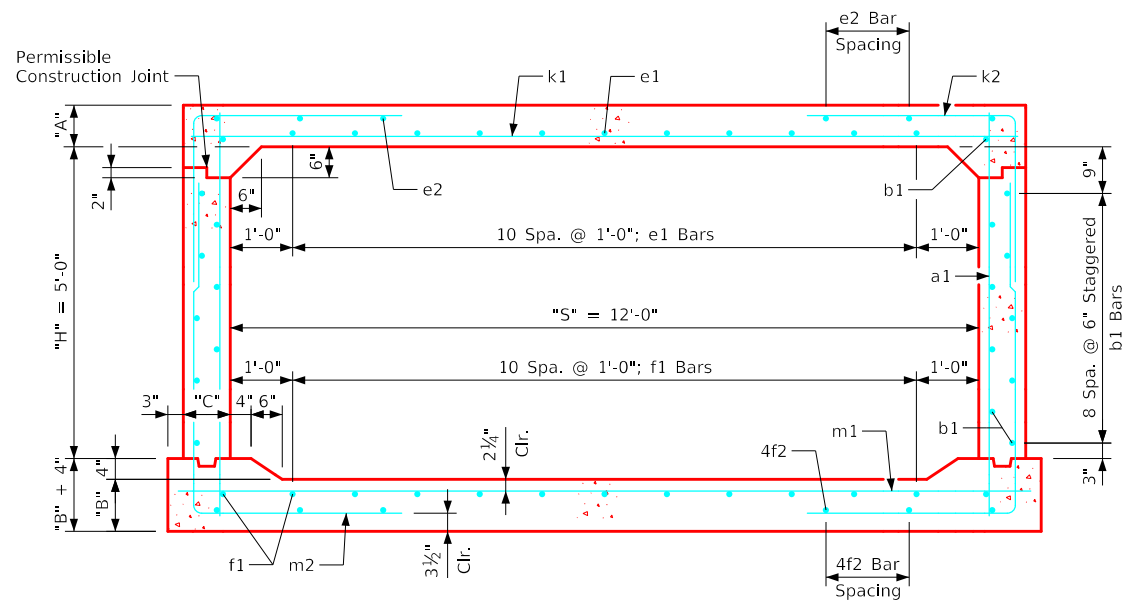 e2 Bar
Spacing
Permissible
Construction Joint
k1
e1
k2
"A"
6"
b1
9"
2"
6"
e2
1'-0"
10 Spa. @ 1'-0"; e1 Bars
1'-0"
a1
"H" = 5'-0"
"S" = 12'-0"
8 Spa. @ 6" Staggered
b1 Bars
1'-0"
10 Spa. @ 1'-0"; f1 Bars
1'-0"
3"
"C"
4"
6"
2¼"
Clr.
m1
b1
4f2
4"
3"
"B" + 4"
"B"
f1
m2
3½"
Clr.
4f2 Bar
Spacing